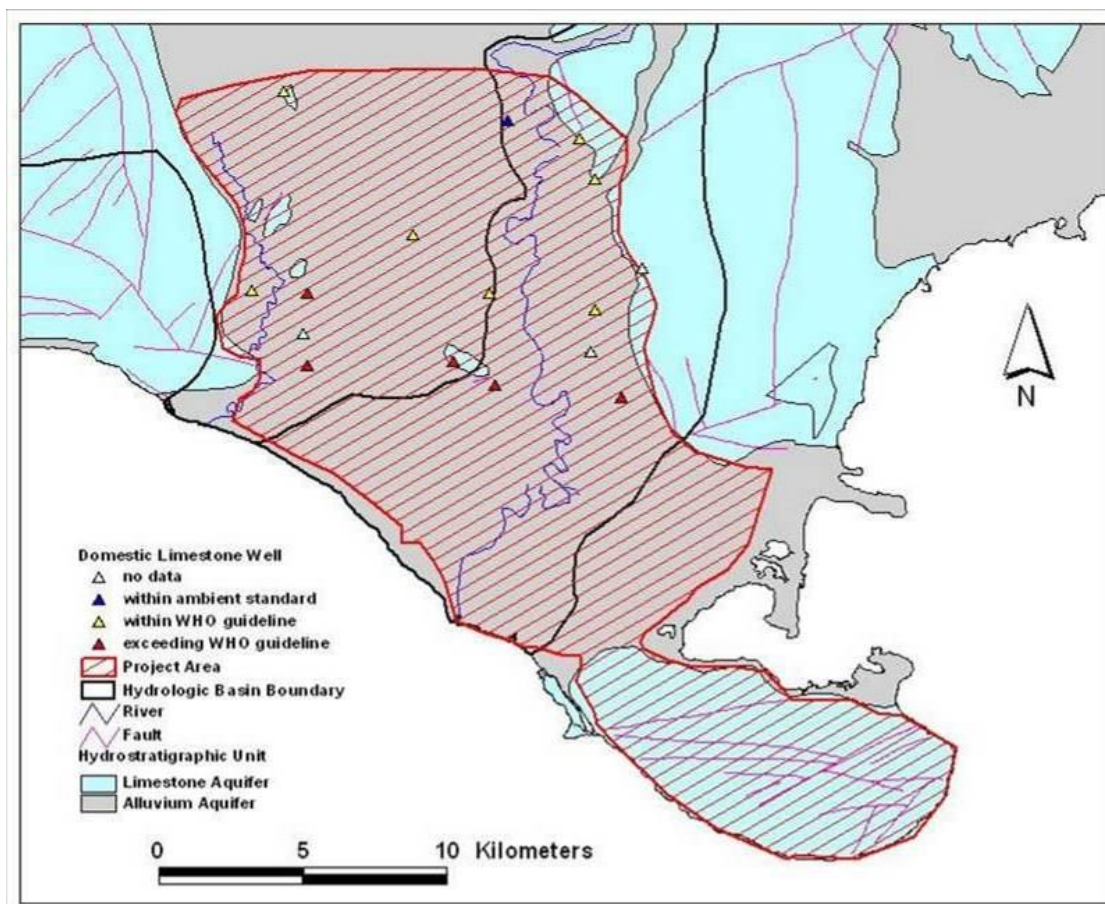 N
Domestic Limestone Well
no data
within ambient standard
within WHO guideline
exceeding WHO guideline
Project Area
Hydrologic Basin Boundary
River
Fault
Hydrostratigraphic Unit
Limestone Aquifer
Alluvium Aquifer
0 5 10 Kilometers